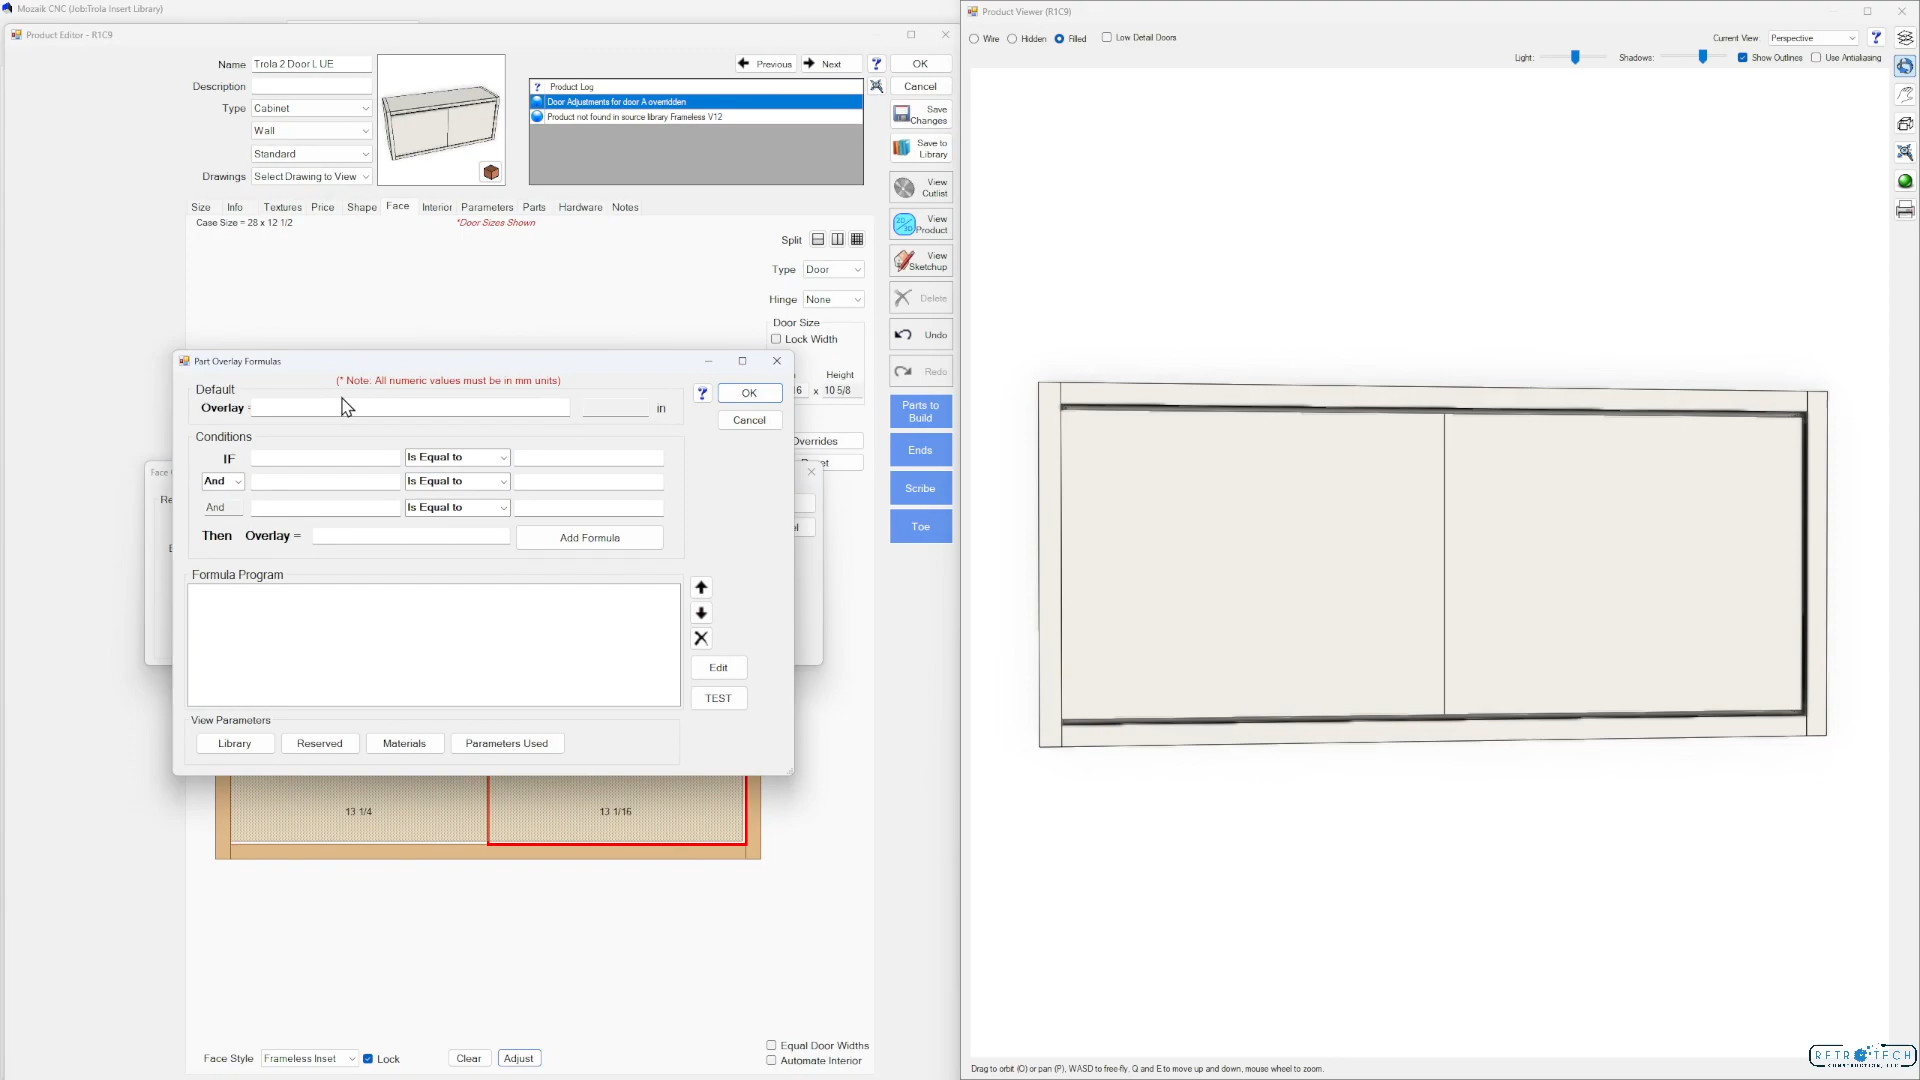 Mozaik CNC (Job:Trola Insert Library)
Product Editor - R1C9
Name Trola 2 Door L UE
Description
Type Cabinet
Wall
Standard
Drawings Select Drawing to View
Previous Next ? OK
? Product Log
Door Adjustments for door A overridden
Product not found in source library Frameless V12
Cancel
Save Changes
Save to Library
View Cutlist
2D/3D View Product
View Sketchup
Delete
Undo
Redo
Parts to Build
Ends
Scribe
Toe
Size Info Textures Price Shape Face Interior Parameters Parts Hardware Notes
Case Size = 28 x 12 1/2 *Door Sizes Shown
Split
Type Door
Hinge None
Door Size
Lock Width
Height
16 x 10 5/8
Overrides
Face
Part Overlay Formulas
(* Note: All numeric values must be in mm units)
Default
Overlay = in
? OK
Cancel
Conditions
IF Is Equal to
And Is Equal to
And Is Equal to
Then Overlay = Add Formula
Formula Program
Edit
TEST
View Parameters
Library Reserved Materials Parameters Used
13 1/4 13 1/16
Face Style Frameless Inset Lock Clear Adjust
Equal Door Widths
Automate Interior
Product Viewer (R1C9)
Wire Hidden Filled Low Detail Doors
Current View: Perspective ?
Light: Shadows: Show Outlines Use Antialiasing
Drag to orbit (O) or pan (P), WASD to free-fly. Q and E to move up and down, mouse wheel to zoom.
RETROTECH
CONSTRUCTION, LLC